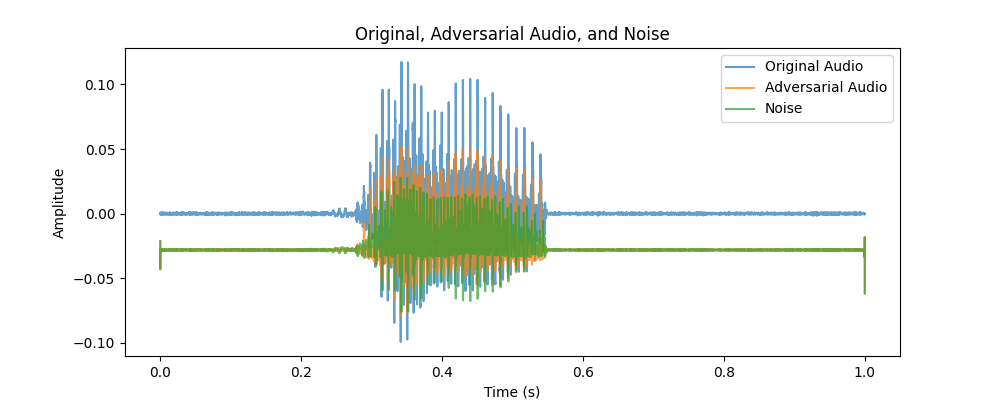 Original, Adversarial Audio, and Noise
Original Audio
Adversarial Audio
Noise
Amplitude
0.10
0.05
0.00
−0.05
−0.10
0.0
0.2
0.4
0.6
0.8
1.0
Time (s)